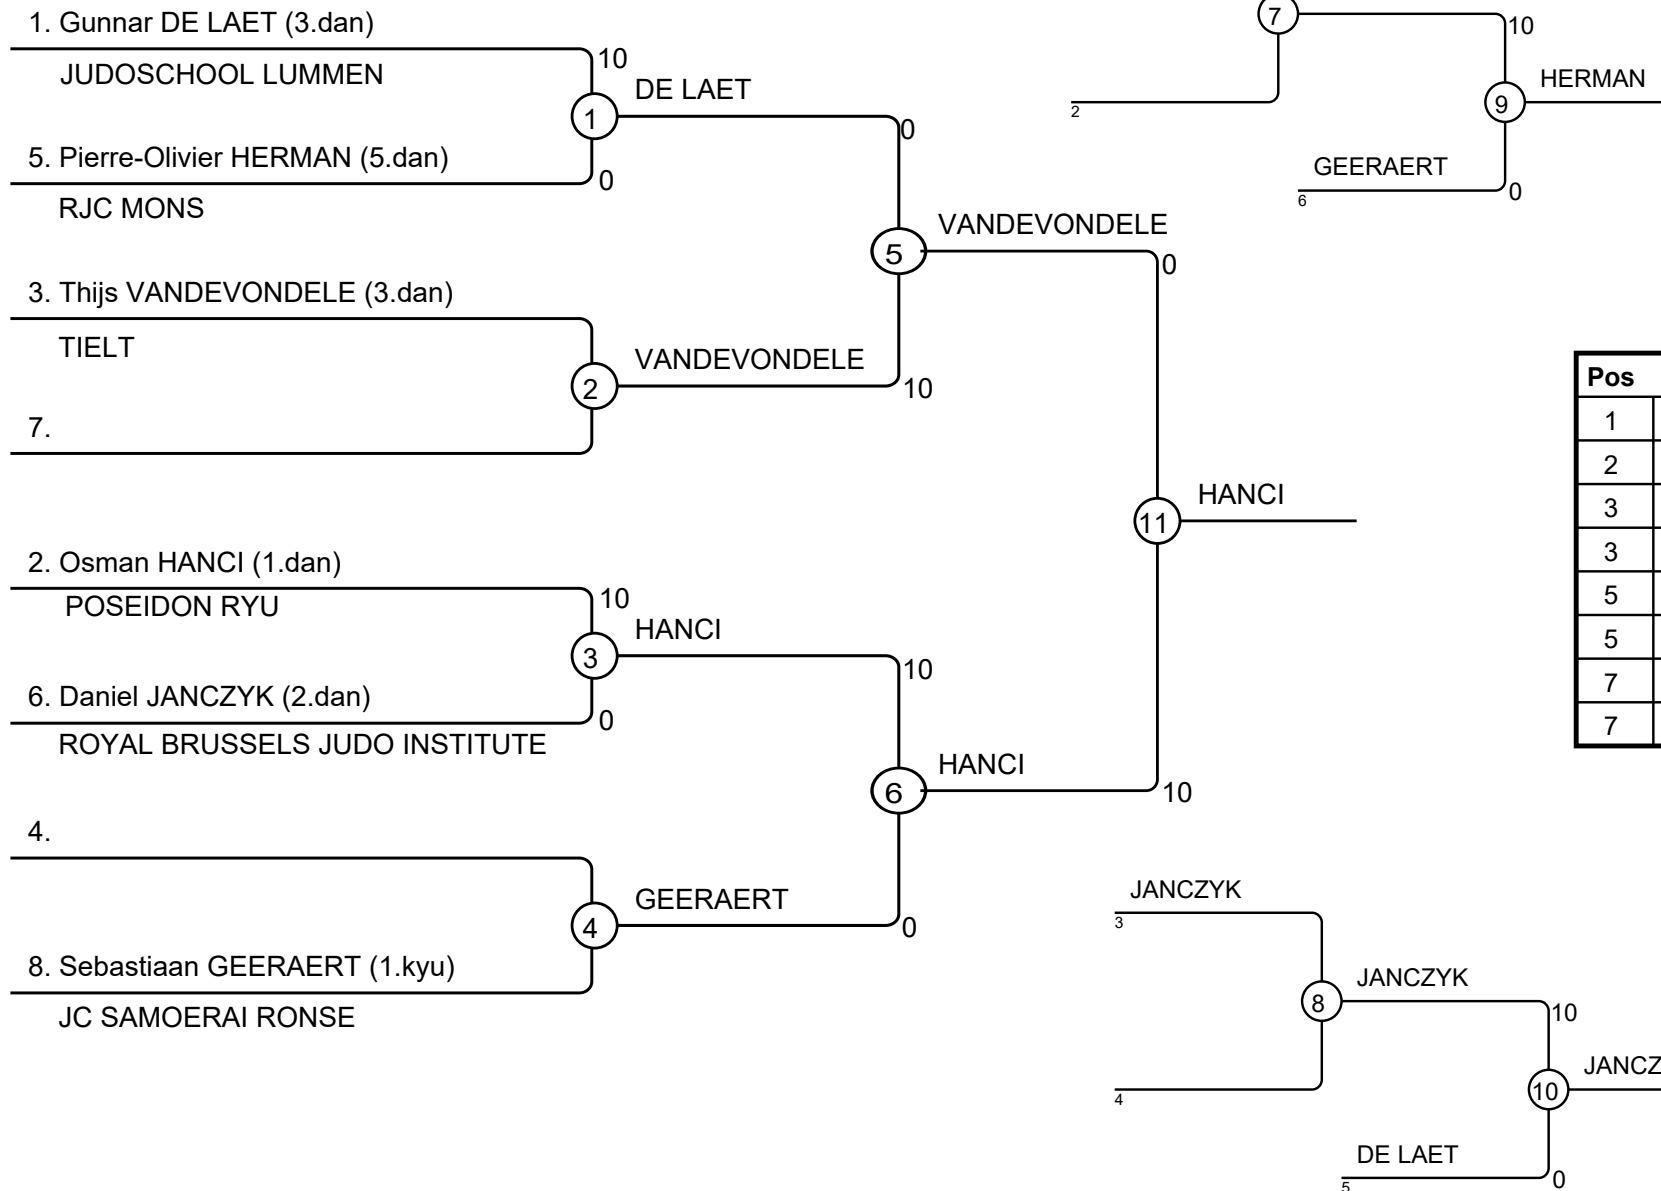 1. Gunnar DE LAET (3.dan)
10
JUDOSCHOOL LUMMEN
1
DE LAET
0
5. Pierre-Olivier HERMAN (5.dan)
0
RJC MONS
5
VANDEVONDELE
0
3. Thijs VANDEVONDELE (3.dan)
TIELT
2
VANDEVONDELE
10
7.
11
HANCI
2. Osman HANCI (1.dan)
10
POSEIDON RYU
3
HANCI
10
6. Daniel JANCZYK (2.dan)
0
ROYAL BRUSSELS JUDO INSTITUTE
6
HANCI
10
4.
4
GEERAERT
0
8. Sebastiaan GEERAERT (1.kyu)
JC SAMOERAI RONSE
7
10
2
9
HERMAN
GEERAERT
6
0
Pos
1
2
3
3
5
5
7
7
JANCZYK
3
8
JANCZYK
10
4
10
JANCZ
DE LAET
5
0